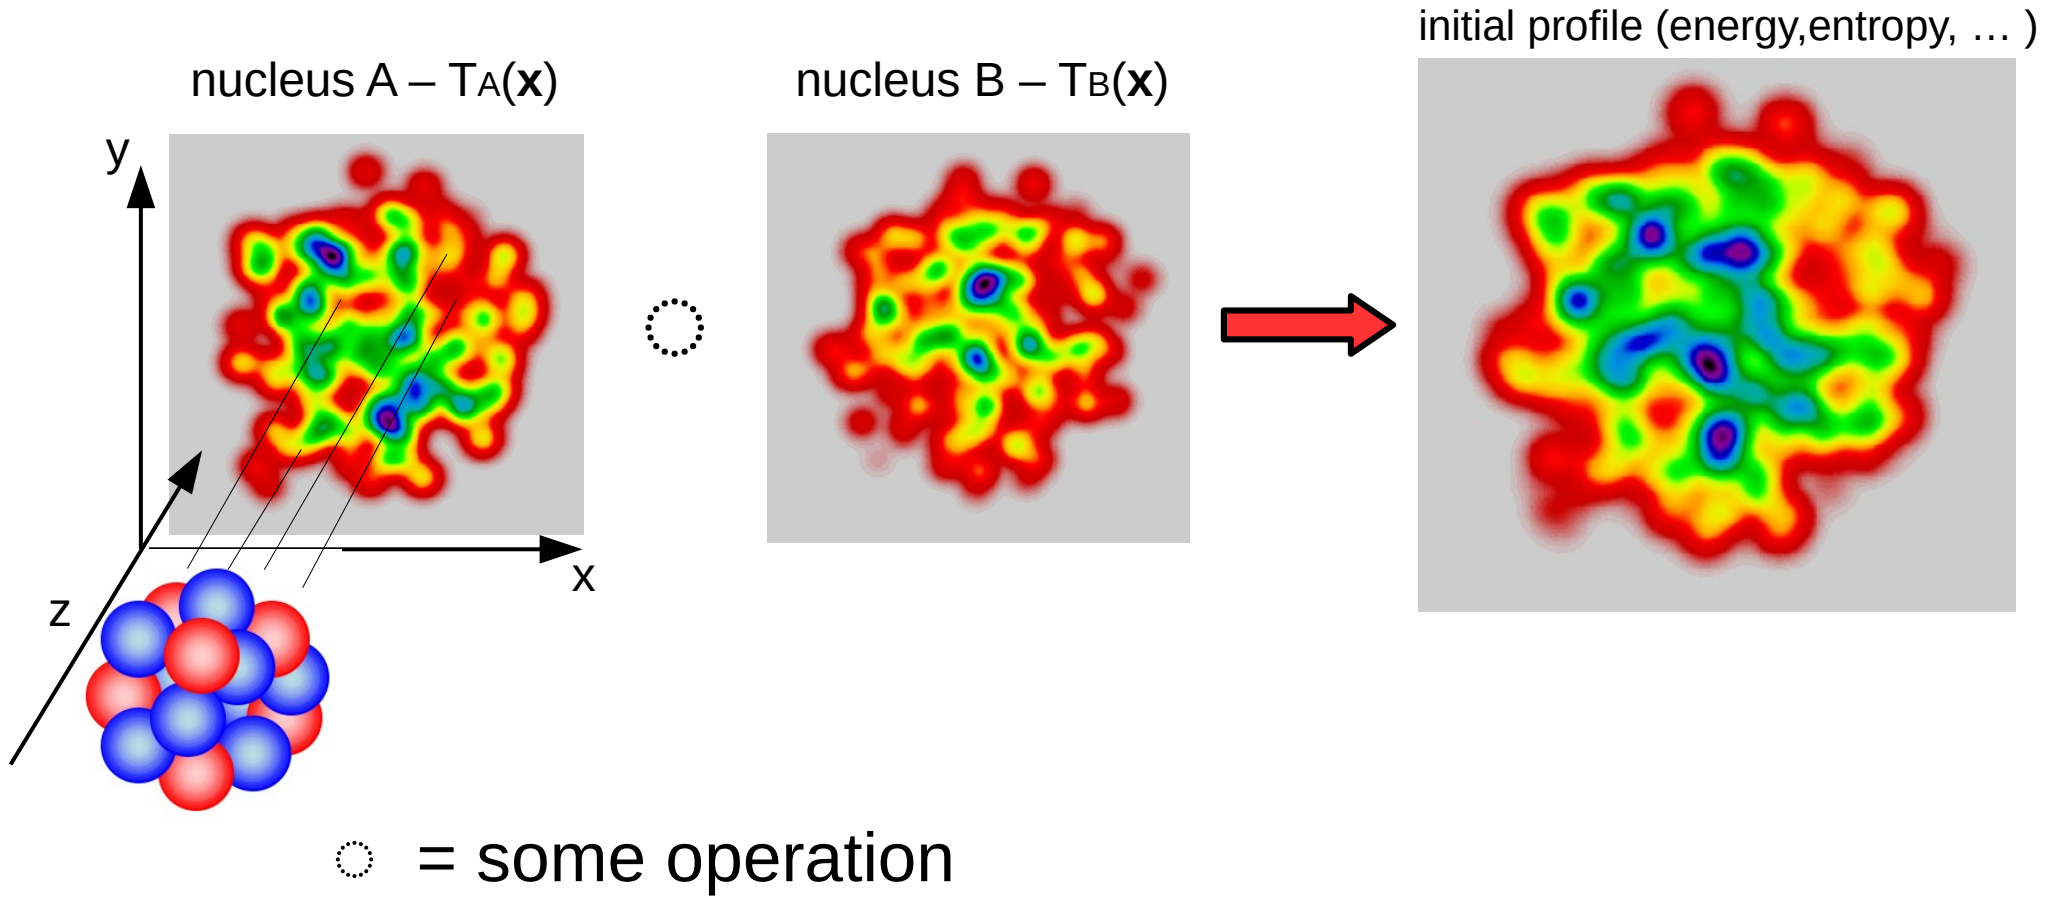 initial profile (energy,entropy, … )
nucleus A – TA(x)
nucleus B – TB(x)
y
x
z
= some operation